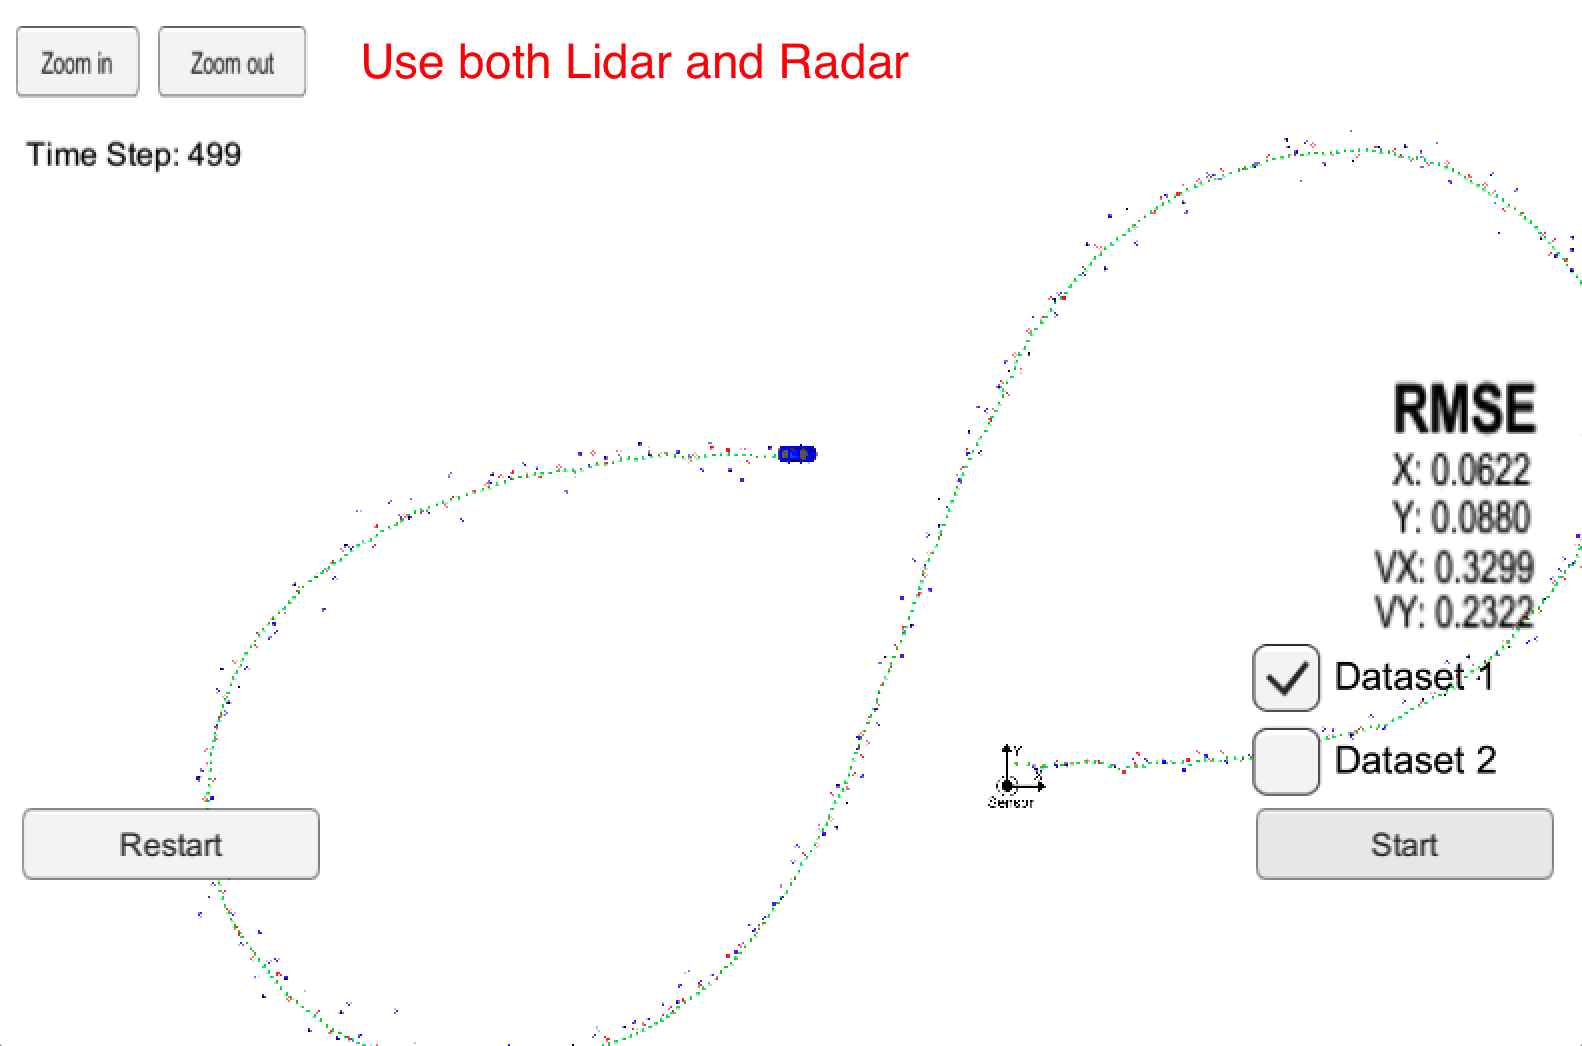 Zoom in
Zoom out
Use both Lidar and Radar
Time Step: 499
RMSE
X: 0.0622
Y: 0.0880
VX: 0.3299
VY: 0.2322
Dataset 1
Dataset 2
Y
X
Sensor
Restart
Start